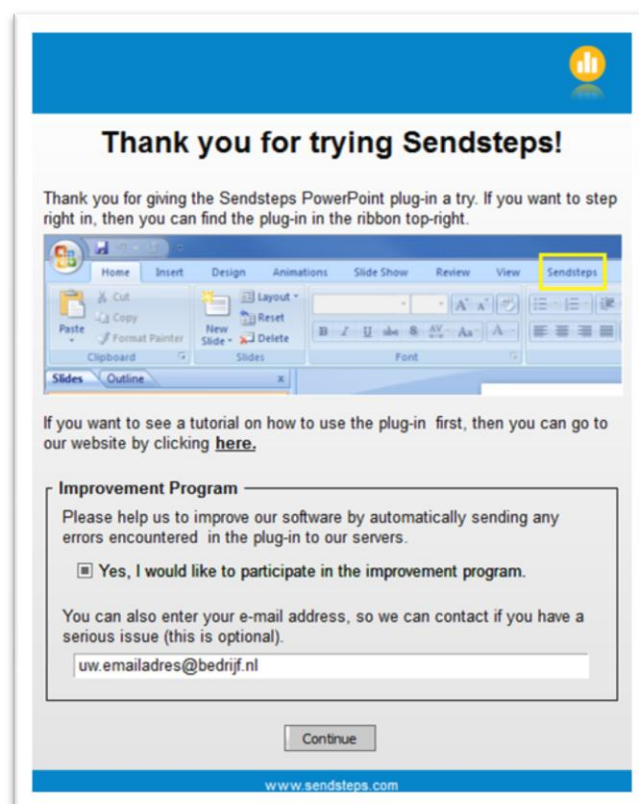 Thank you for trying Sendsteps!
Thank you for giving the Sendsteps PowerPoint plug-in a try. If you want to step
right in, then you can find the plug-in in the ribbon top-right.
Home Insert Design Animations Slide Show Review View Sendsteps
Cut
Copy
Format Painter
Paste
New
Slide
Layout
Reset
Delete
B I U abc S AV Aa A
Clipboard Slides Font
Slides Outline x
If you want to see a tutorial on how to use the plug-in first, then you can go to
our website by clicking here.
Improvement Program
Please help us to improve our software by automatically sending any
errors encountered in the plug-in to our servers.
Yes, I would like to participate in the improvement program.
You can also enter your e-mail address, so we can contact if you have a
serious issue (this is optional).
uw.emailadres@bedrijf.nl
Continue
www.sendsteps.com